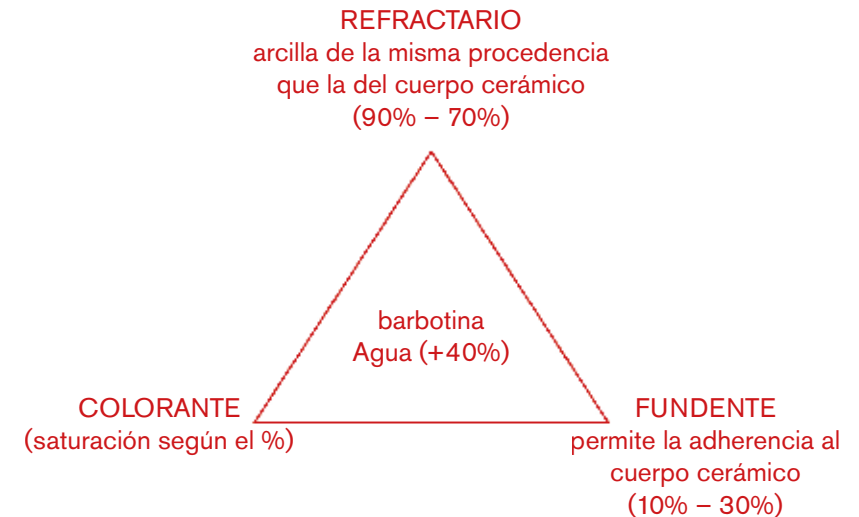 REFRACTARIO
arcilla de la misma procedencia
que la del cuerpo cerámico
(90% – 70%)
barbotina
Agua (+40%)
COLORANTE
(saturación según el %)
FUNDENTE
permite la adherencia al
cuerpo cerámico
(10% – 30%)